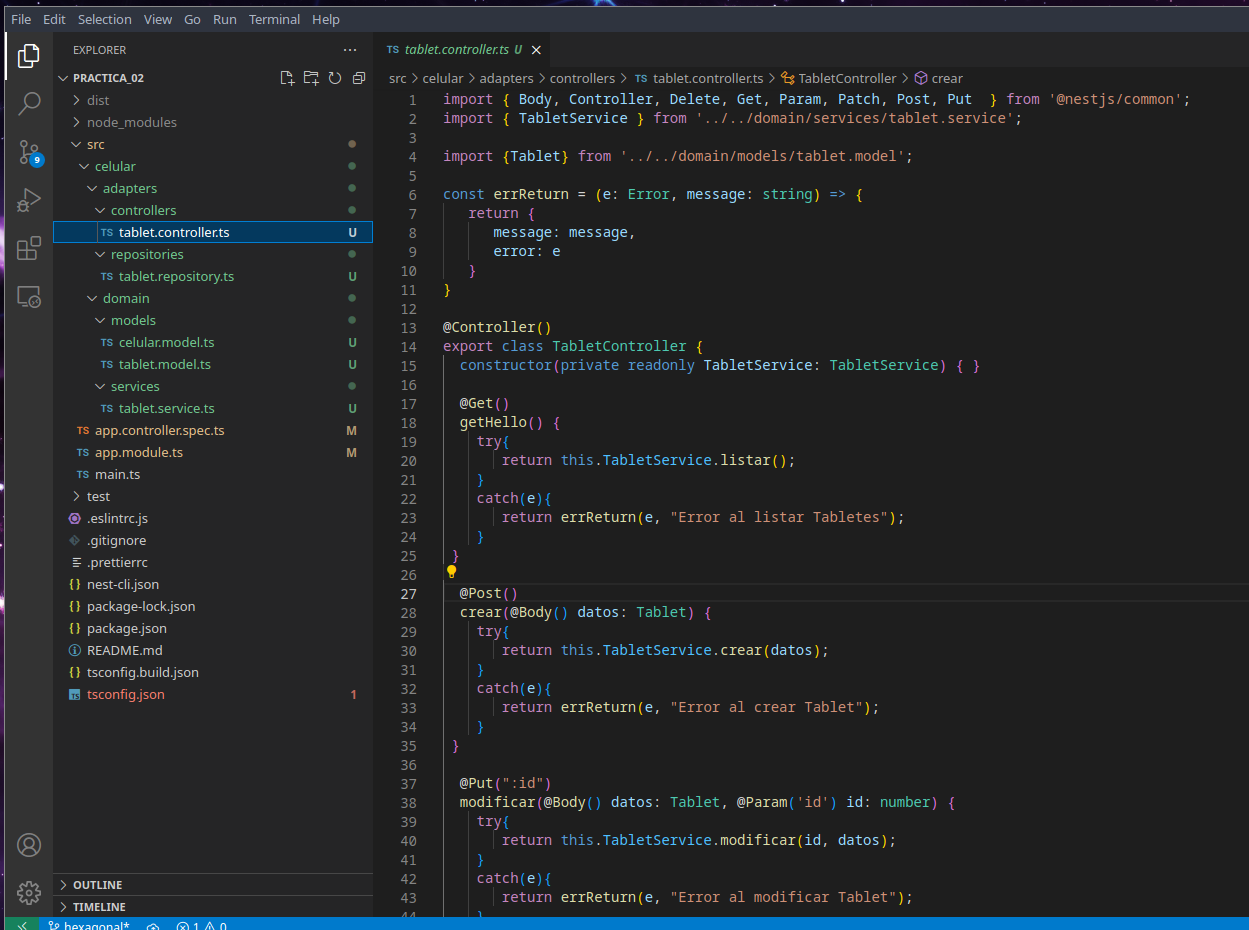 File Edit Selection View Go Run Terminal Help
EXPLORER ...
PRACTICA_02
dist
node_modules
src
celular
adapters
controllers
TS tablet.controller.ts U
repositories
TS tablet.repository.ts U
domain
models
TS celular.model.ts U
TS tablet.model.ts U
services
TS tablet.service.ts U
TS app.controller.spec.ts M
TS app.module.ts M
TS main.ts
test
.eslintrc.js
.gitignore
.prettierrc
{} nest-cli.json
{} package-lock.json
{} package.json
README.md
{} tsconfig.build.json
TS tsconfig.json 1
OUTLINE
TIMELINE
9
TS tablet.controller.ts U
src > celular > adapters > controllers > TS tablet.controller.ts > TabletController > crear
1 import { Body, Controller, Delete, Get, Param, Patch, Post, Put  } from '@nestjs/common';
2 import { TabletService } from '../../domain/services/tablet.service';
3
4 import {Tablet} from '../../domain/models/tablet.model';
5
6 const errReturn = (e: Error, message: string) => {
7    return {
8       message: message,
9       error: e
10    }
11 }
12
13 @Controller()
14 export class TabletController {
15   constructor(private readonly TabletService: TabletService) { }
16
17   @Get()
18   getHello() {
19     try{
20        return this.TabletService.listar();
21     }
22     catch(e){
23        return errReturn(e, "Error al listar Tabletes");
24     }
25  }
26
27   @Post()
28   crear(@Body() datos: Tablet) {
29     try{
30        return this.TabletService.crear(datos);
31     }
32     catch(e){
33        return errReturn(e, "Error al crear Tablet");
34     }
35  }
36
37   @Put(":id")
38   modificar(@Body() datos: Tablet, @Param('id') id: number) {
39     try{
40        return this.TabletService.modificar(id, datos);
41     }
42     catch(e){
43        return errReturn(e, "Error al modificar Tablet");
44     }
hexagonal* 1 0